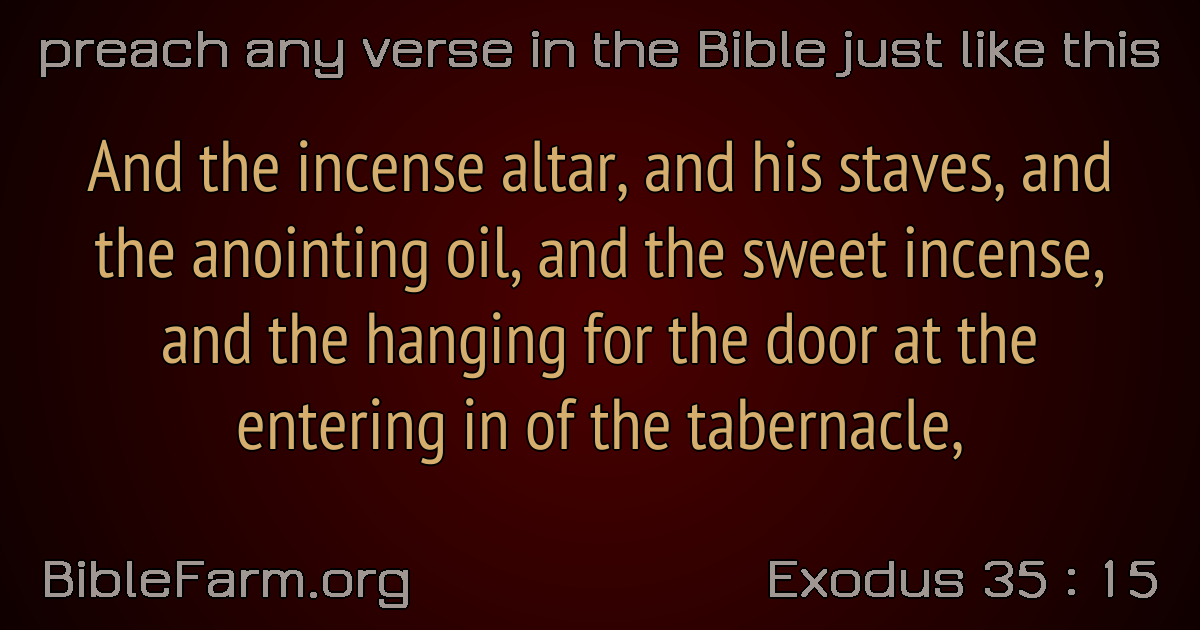 preach any verse in the Bible just like this
And the incense altar, and his staves, and
the anointing oil, and the sweet incense,
and the hanging for the door at the
entering in of the tabernacle,
BibleFarm.org
Exodus 35 : 15